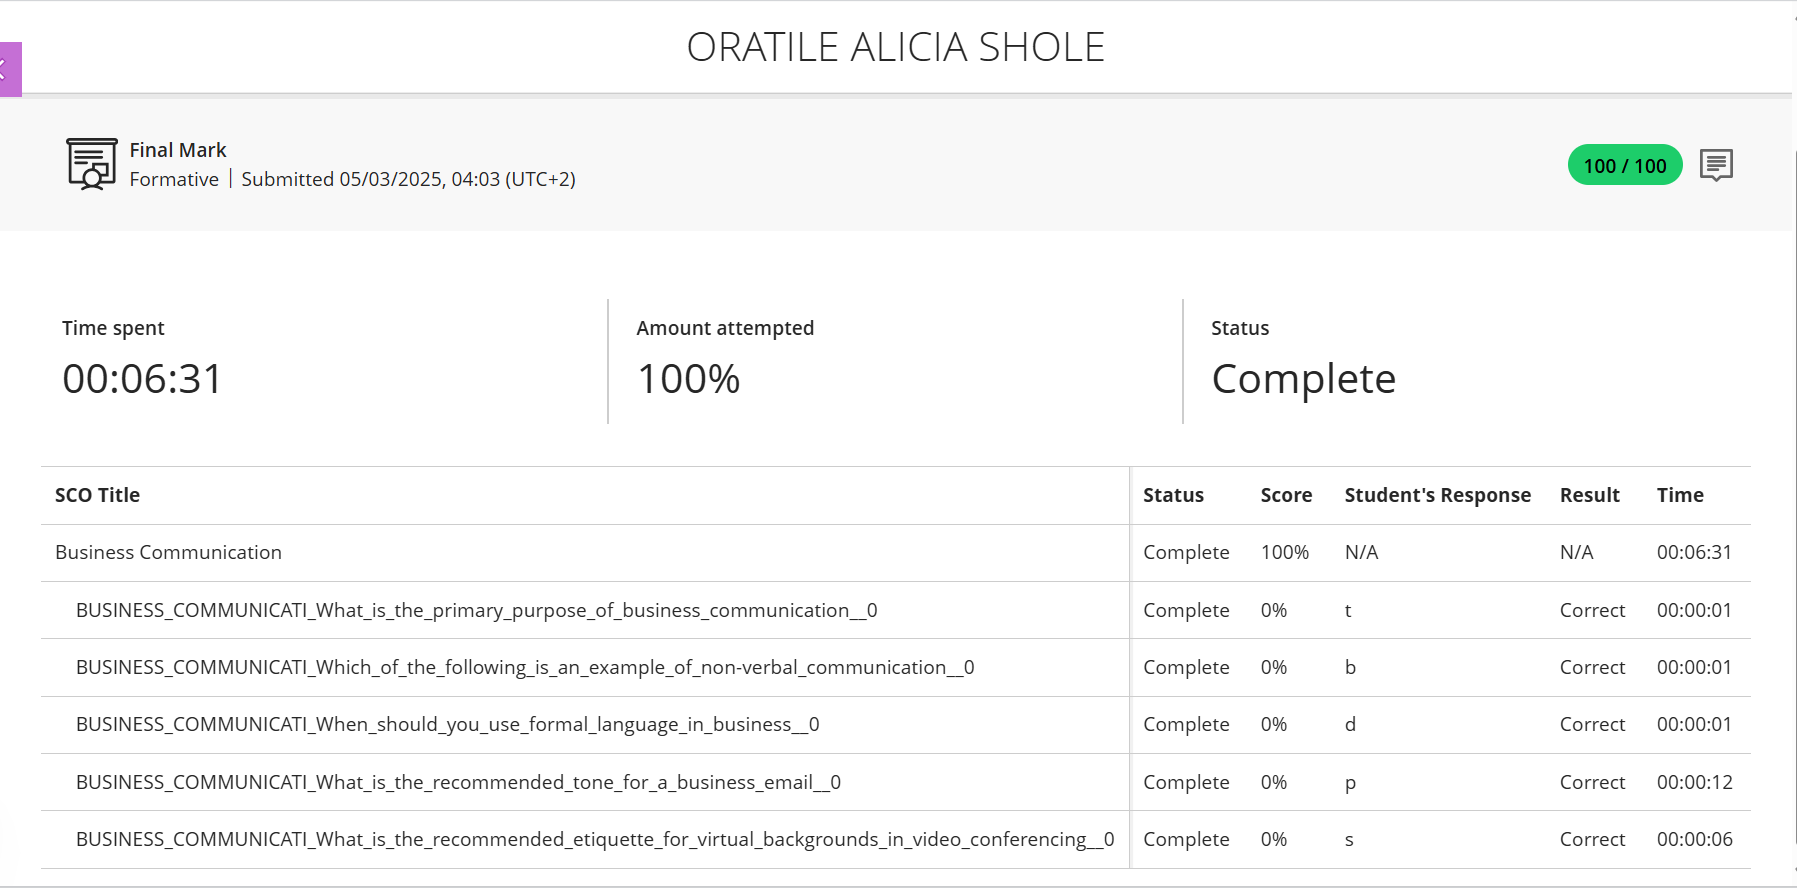 ORATILE ALICIA SHOLE
Final Mark
Formative | Submitted 05/03/2025, 04:03 (UTC+2)
100 / 100
Time spent
00:06:31
Amount attempted
100%
Status
Complete
SCO Title Status Score Student's Response Result Time
Business Communication Complete 100% N/A N/A 00:06:31
BUSINESS_COMMUNICATI_What_is_the_primary_purpose_of_business_communication__0 Complete 0% t Correct 00:00:01
BUSINESS_COMMUNICATI_Which_of_the_following_is_an_example_of_non-verbal_communication__0 Complete 0% b Correct 00:00:01
BUSINESS_COMMUNICATI_When_should_you_use_formal_language_in_business__0 Complete 0% d Correct 00:00:01
BUSINESS_COMMUNICATI_What_is_the_recommended_tone_for_a_business_email__0 Complete 0% p Correct 00:00:12
BUSINESS_COMMUNICATI_What_is_the_recommended_etiquette_for_virtual_backgrounds_in_video_conferencing__0 Complete 0% s Correct 00:00:06